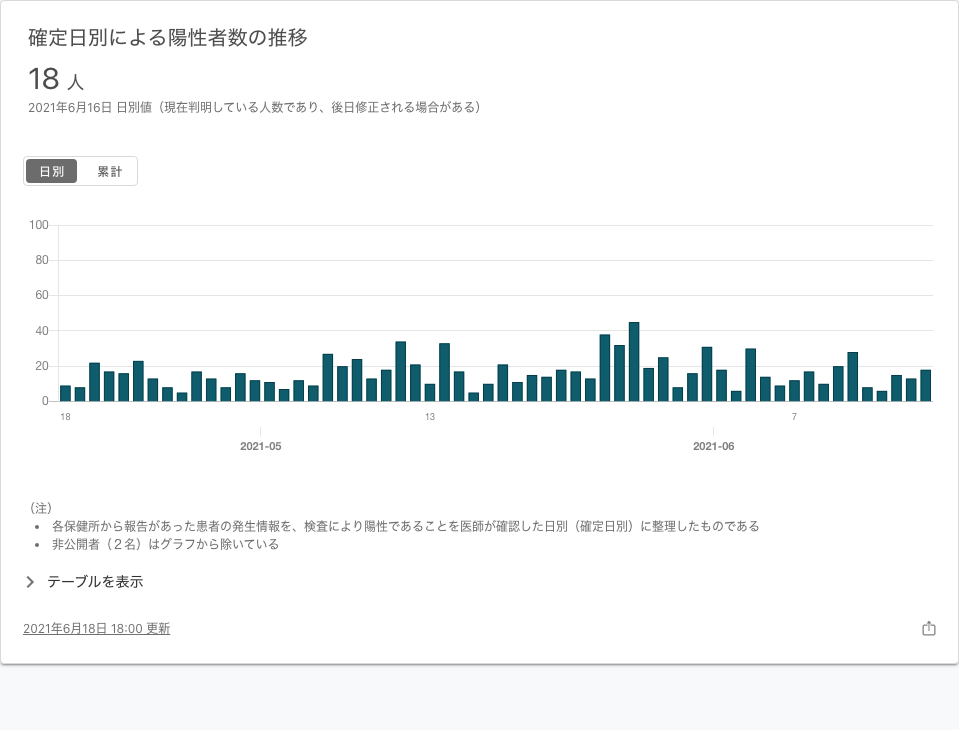 確定日別による陽性者数の推移
18 人
2021年6月16日 日別値（現在判明している人数であり、後日修正される場合がある）
日別 累計
100
80
60
40
20
0
18 13 7
2021-05 2021-06
（注）
• 各保健所から報告があった患者の発生情報を、検査により陽性であることを医師が確認した日別（確定日別）に整理したものである
• 非公開者（２名）はグラフから除いている
テーブルを表示
2021年6月18日 18:00 更新